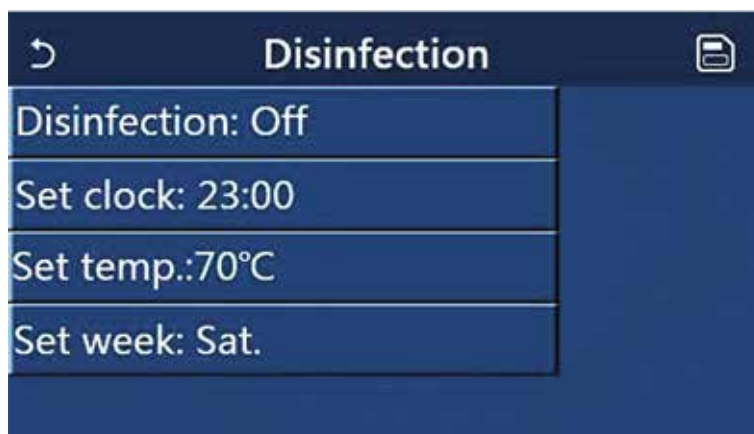 Disinfection
Disinfection: Off
Set clock: 23:00
Set temp.:70℃
Set week: Sat.